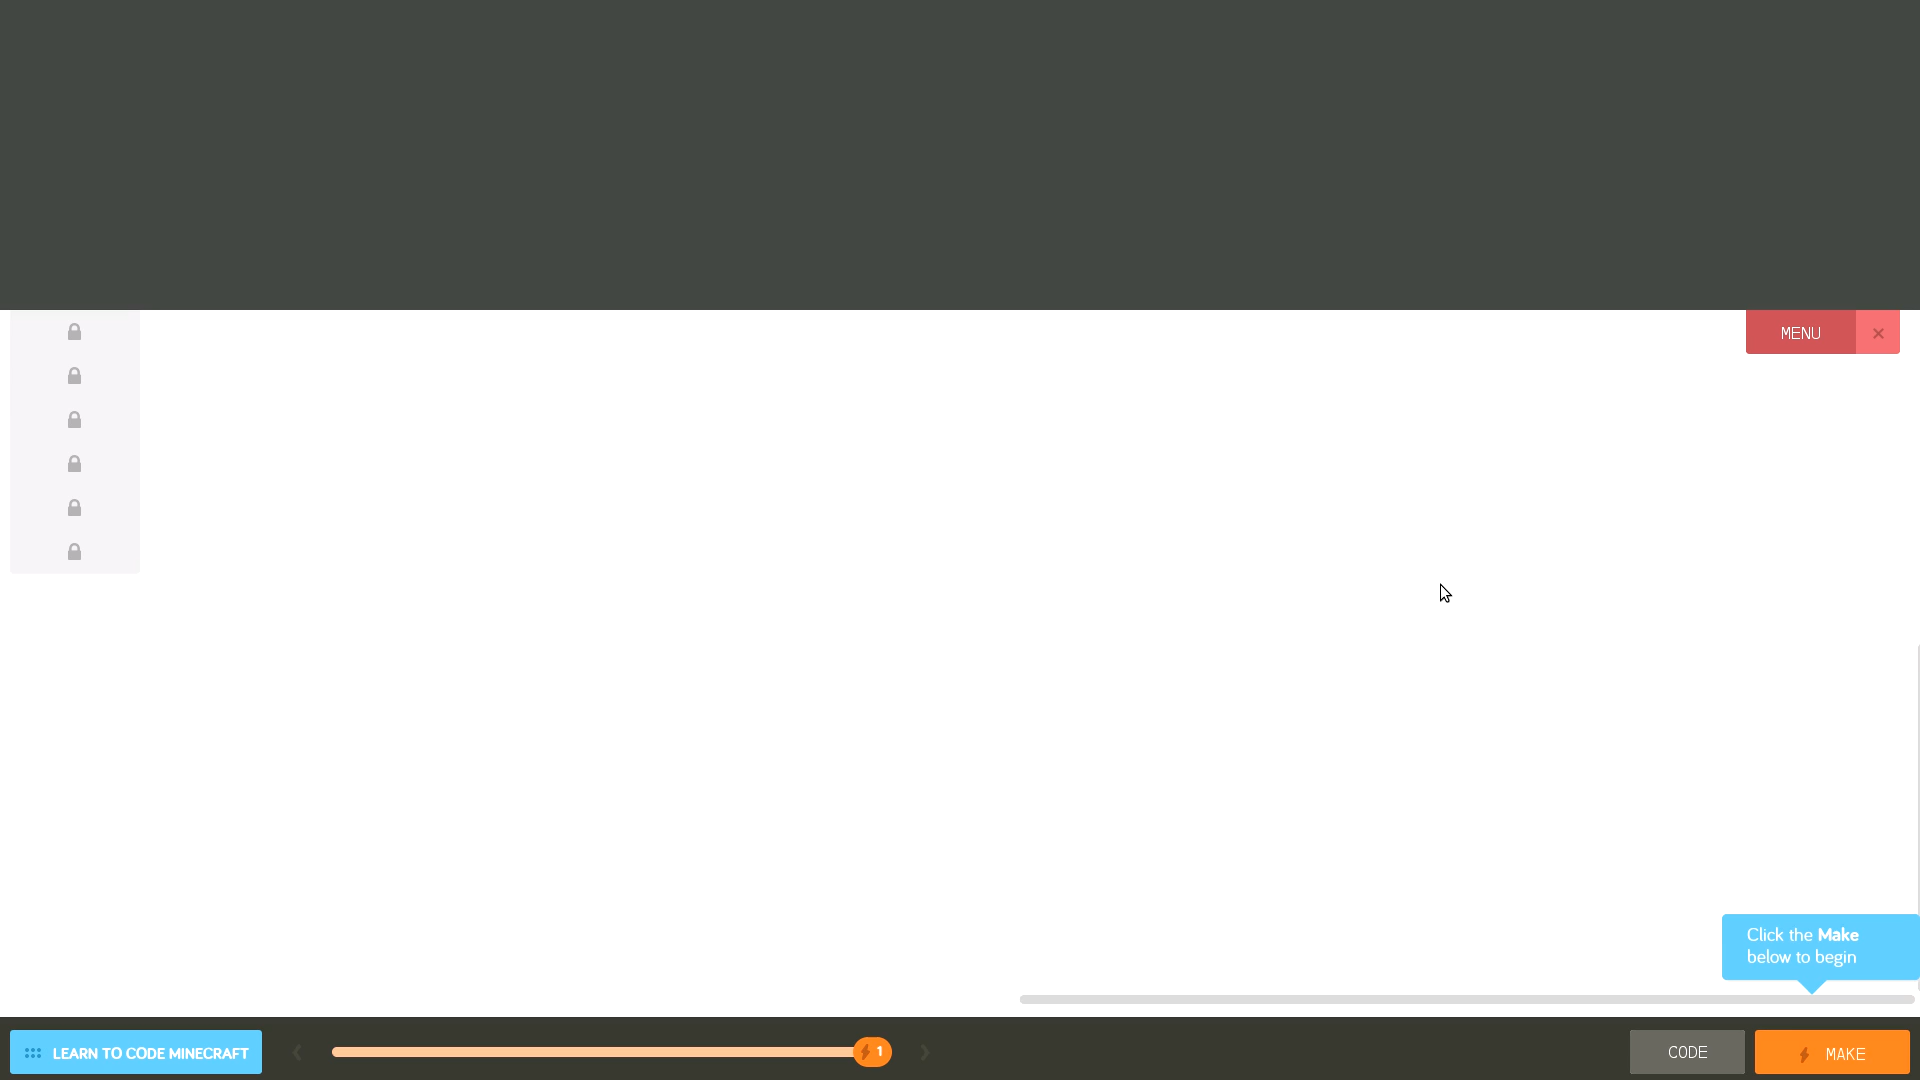 MENU
Click the Make
below to begin
LEARN TO CODE MINECRAFT
1
CODE
MAKE